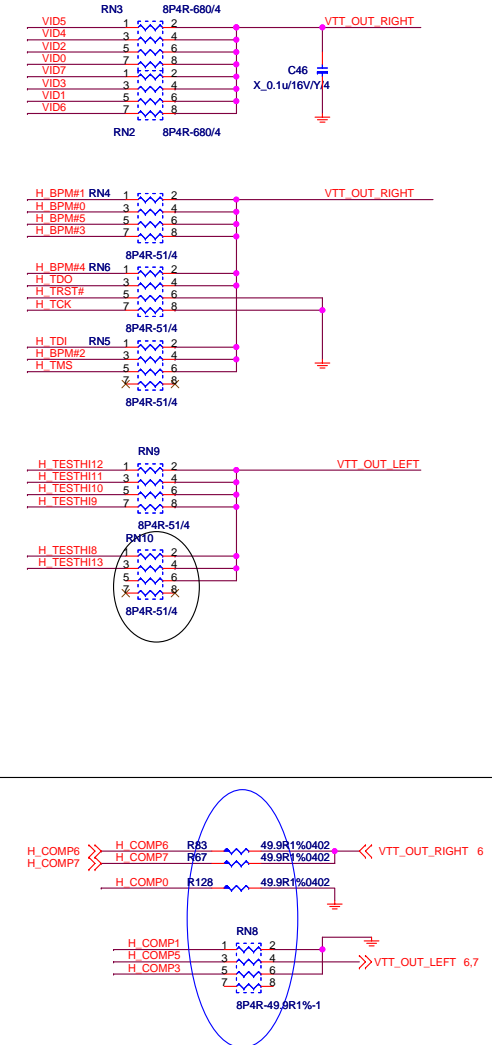 RN3 8P4R-680/4
VID5 1 2 VTT_OUT_RIGHT
VID4 3 4
VID2 5 6
VID0 7 8
VID7 1 2 C46
VID3 3 4 X_0.1u/16V/Y/4
VID1 5 6
VID6 7 8
RN2 8P4R-680/4
H_BPM#1 RN4 1 2 VTT_OUT_RIGHT
H_BPM#0 3 4
H_BPM#5 5 6
H_BPM#3 7 8
8P4R-51/4
H_BPM#4 RN6 1 2
H_TDO 3 4
H_TRST# 5 6
H_TCK 7 8
8P4R-51/4
H_TDI RN5 1 2
H_BPM#2 3 4
H_TMS 5 6
7 8
8P4R-51/4
RN9
H_TESTHI12 1 2 VTT_OUT_LEFT
H_TESTHI11 3 4
H_TESTHI10 5 6
H_TESTHI9 7 8
8P4R-51/4
RN10
H_TESTHI8 1 2
H_TESTHI13 3 4
5 6
7 8
8P4R-51/4
H_COMP6 H_COMP6 R83 49.9R1%0402 VTT_OUT_RIGHT 6
H_COMP7 H_COMP7 R67 49.9R1%0402
H_COMP0 R128 49.9R1%0402
RN8
H_COMP1 1 2
H_COMP5 3 4 VTT_OUT_LEFT 6,7
H_COMP3 5 6
7 8
8P4R-49.9R1%-1